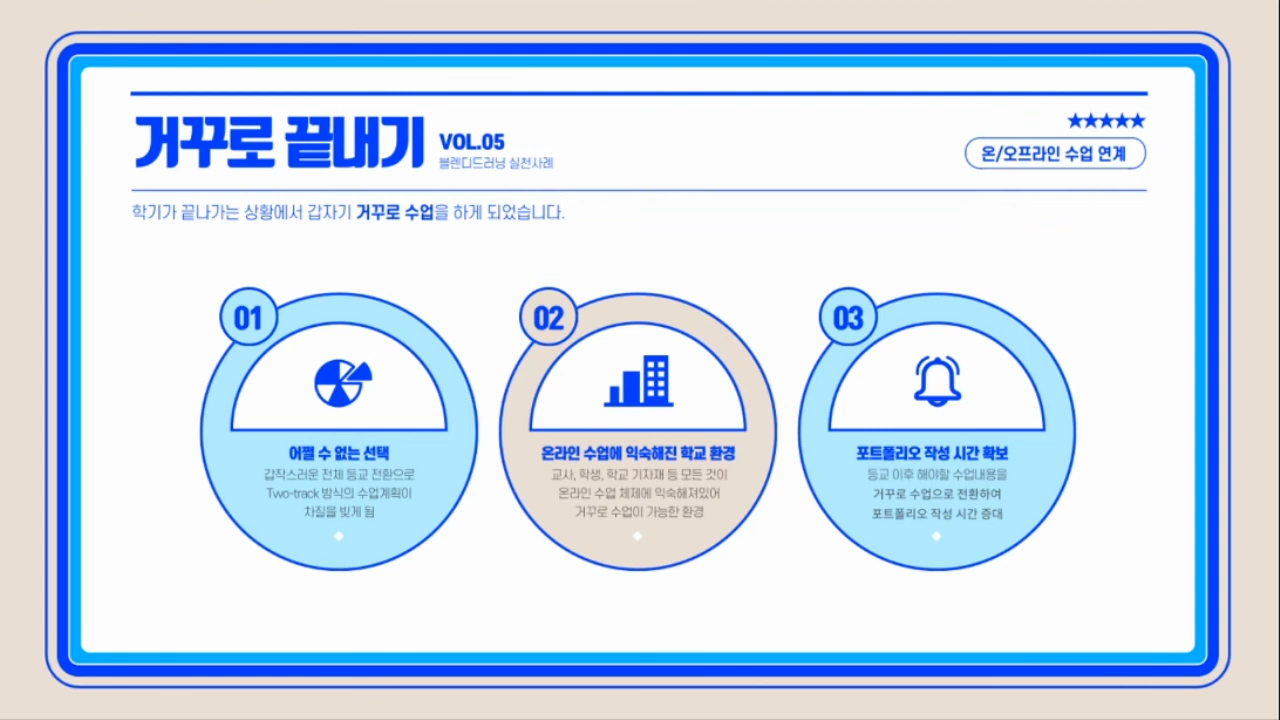 거꾸로 끝내기
VOL.05
블렌디드러닝 실천사례
★★★★★
온/오프라인 수업 연계
학기가 끝나가는 상황에서 갑자기 거꾸로 수업을 하게 되었습니다.
01
어쩔 수 없는 선택
갑작스러운 전체 등교 전환으로
Two-track 방식의 수업계획이
차질을 빚게 됨
02
온라인 수업에 익숙해진 학교 환경
교사, 학생, 학교 기자재 등 모든 것이
온라인 수업 체제에 익숙해져있어
거꾸로 수업이 가능한 환경
03
포트폴리오 작성 시간 확보
등교 이후 해야할 수업내용을
거꾸로 수업으로 전환하여
포트폴리오 작성 시간 증대